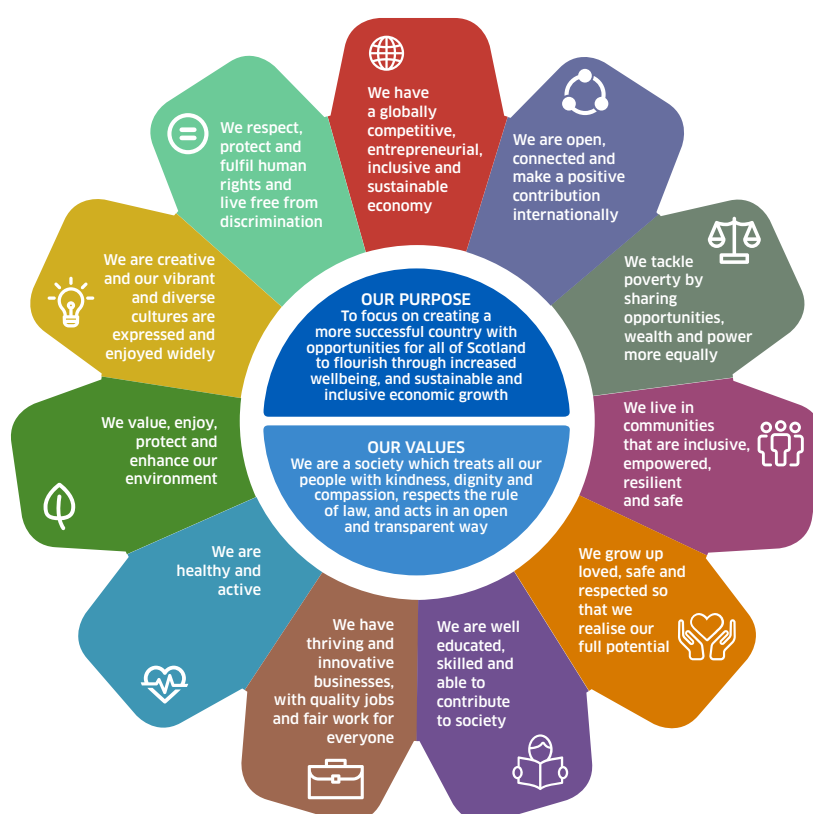 We have
a globally
competitive,
entrepreneurial,
inclusive and
sustainable
economy
We are open,
connected and
make a positive
contribution
internationally
We tackle
poverty by
sharing
opportunities,
wealth and power
more equally
We live in
communities
that are inclusive,
empowered,
resilient
and safe
We grow up
loved, safe and
respected so
that we
realise our
full potential
We are well
educated,
skilled and
able to
contribute
to society
We have
thriving and
innovative
businesses,
with quality jobs
and fair work for
everyone
We are
healthy and
active
We value, enjoy,
protect and
enhance our
environment
We are creative
and our vibrant
and diverse
cultures are
expressed and
enjoyed widely
We respect,
protect and
fulfil human
rights and
live free from
discrimination
OUR PURPOSE
To focus on creating a
more successful country with
opportunities for all of Scotland
to flourish through increased
wellbeing, and sustainable and
inclusive economic growth
OUR VALUES
We are a society which treats all our
people with kindness, dignity and
compassion, respects the rule
of law, and acts in an open
and transparent way